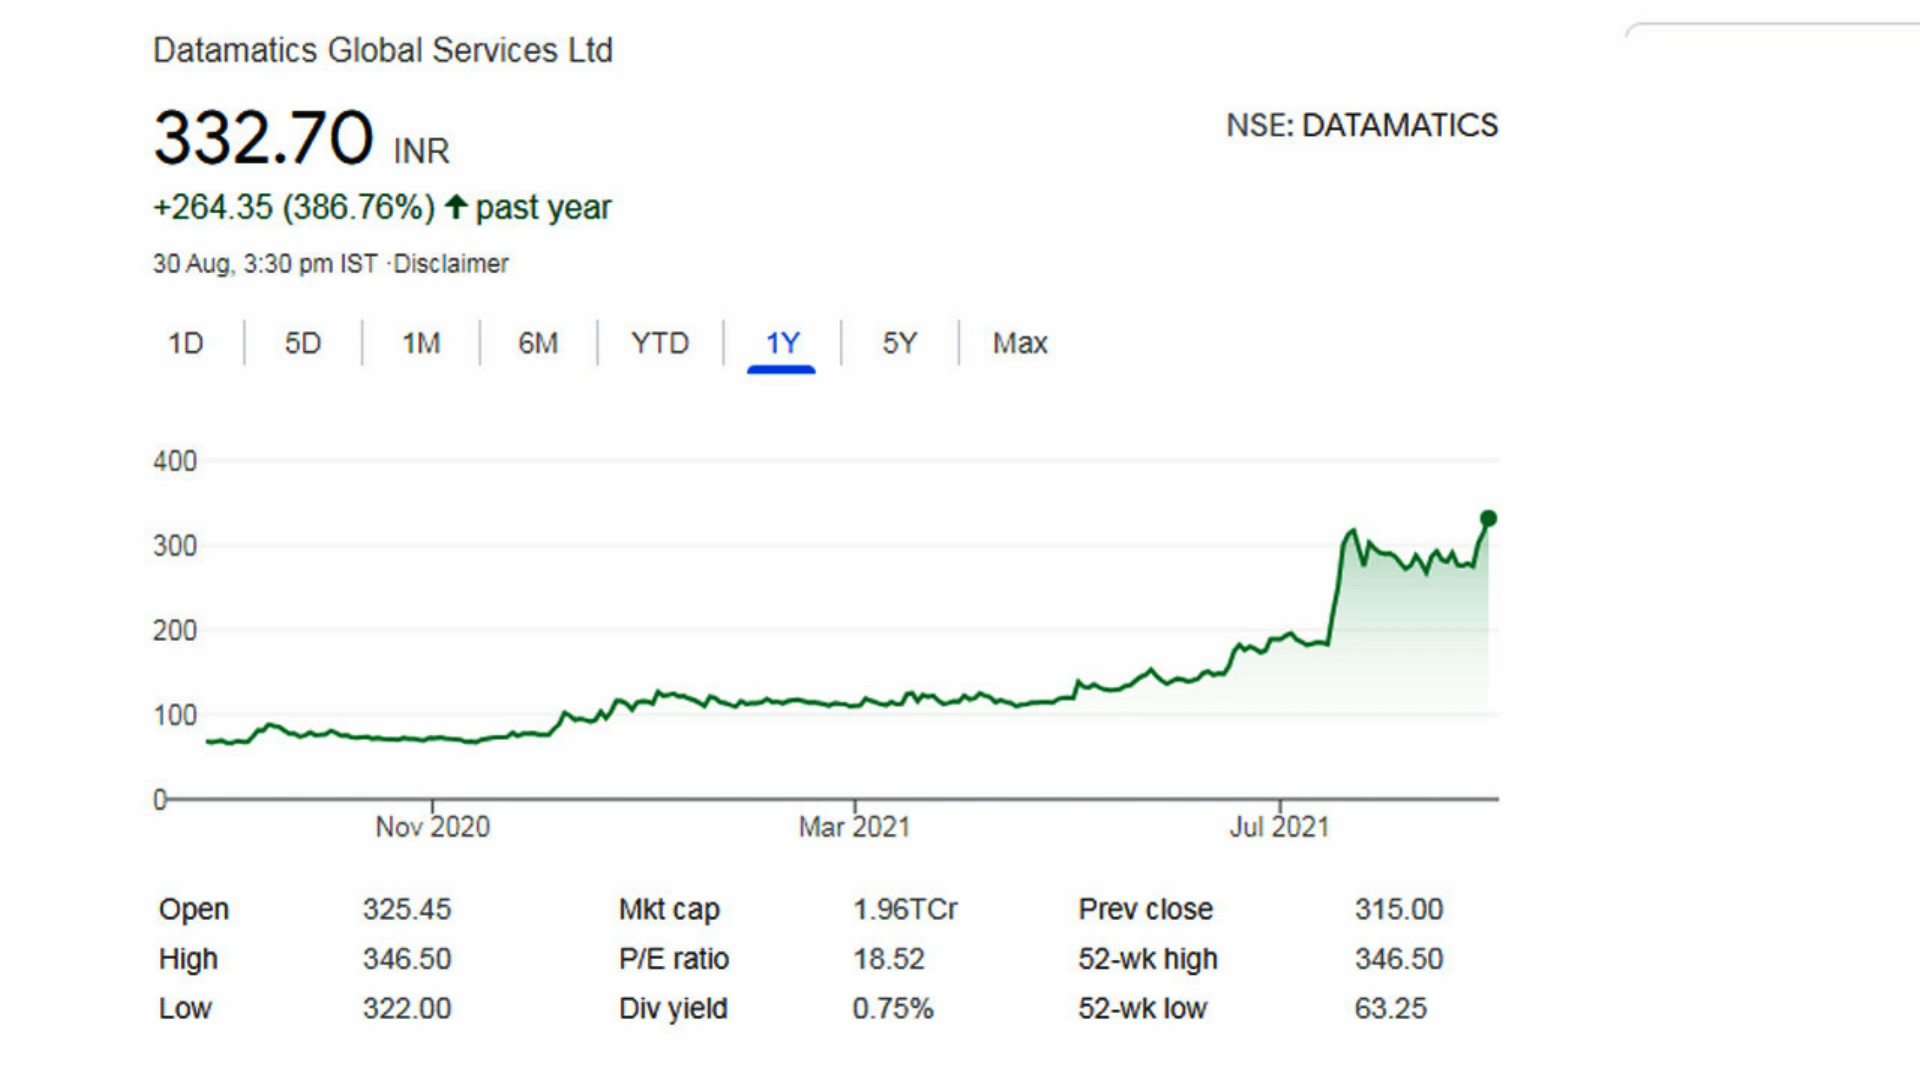 Datamatics Global Services Ltd
332.70 INR
NSE: DATAMATICS
+264.35 (386.76%) ↑ past year
30 Aug, 3:30 pm IST ·Disclaimer
1D 5D 1M 6M YTD 1Y 5Y Max
400
300
200
100
0
Nov 2020 Mar 2021 Jul 2021
Open 325.45 Mkt cap 1.96TCr Prev close 315.00
High 346.50 P/E ratio 18.52 52-wk high 346.50
Low 322.00 Div yield 0.75% 52-wk low 63.25